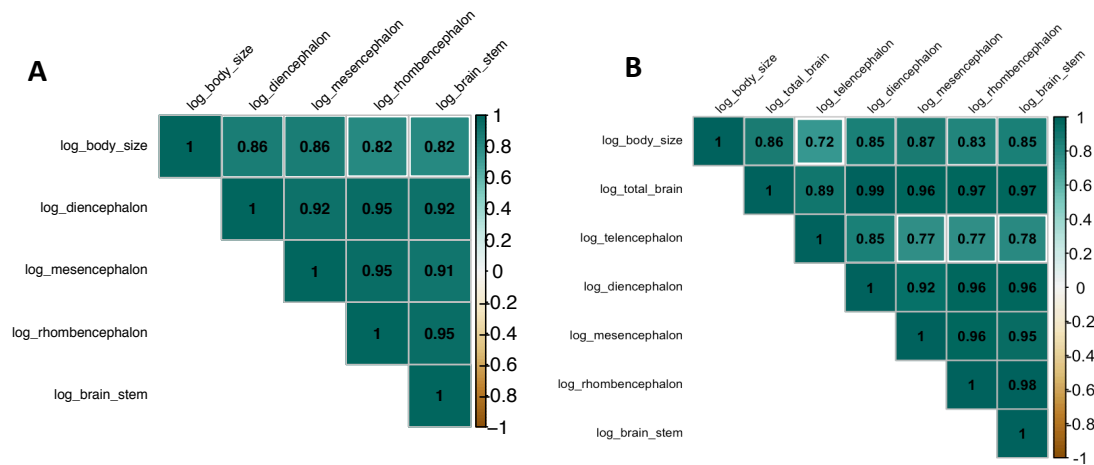 A
log_body_size
log_diencephalon
log_mesencephalon
log_rhombencephalon
log_brain_stem
log_body_size 1 0.86 0.86 0.82 0.82
log_diencephalon 1 0.92 0.95 0.92
log_mesencephalon 1 0.95 0.91
log_rhombencephalon 1 0.95
log_brain_stem 1
1
0.8
0.6
0.4
0.2
0
-0.2
-0.4
-0.6
-0.8
-1
B
log_body_size
log_total_brain
log_telencephalon
log_diencephalon
log_mesencephalon
log_rhombencephalon
log_brain_stem
log_body_size 1 0.86 0.72 0.85 0.87 0.83 0.85
log_total_brain 1 0.89 0.99 0.96 0.97 0.97
log_telencephalon 1 0.85 0.77 0.77 0.78
log_diencephalon 1 0.92 0.96 0.96
log_mesencephalon 1 0.96 0.95
log_rhombencephalon 1 0.98
log_brain_stem 1
1
0.8
0.6
0.4
0.2
0
-0.2
-0.4
-0.6
-0.8
-1